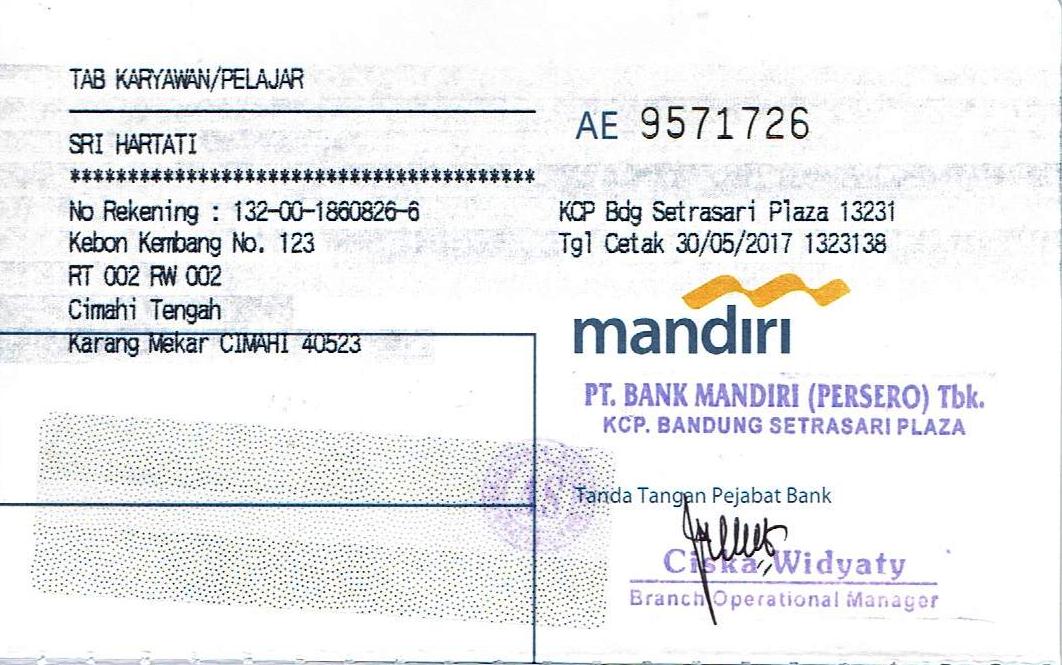 TAB KARYAWAN/PELAJAR
SRI HARTATI
*****************************************
No Rekening : 132-00-1860826-6
Kebon Kembang No. 123
RT 002 RW 002
Cimahi Tengah
Karang Mekar CIMAHI 40523
AE 9571726
KCP Bdg Setrasari Plaza 13231
Tgl Cetak 30/05/2017 1323138
mandiri
PT. BANK MANDIRI (PERSERO) Tbk.
KCP. BANDUNG SETRASARI PLAZA
Tanda Tangan Pejabat Bank
Ciska Widyaty
Branch Operational Manager